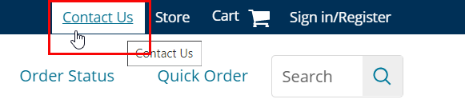 Contact Us Store Cart Sign in/Register
Contact Us
Order Status Quick Order Search